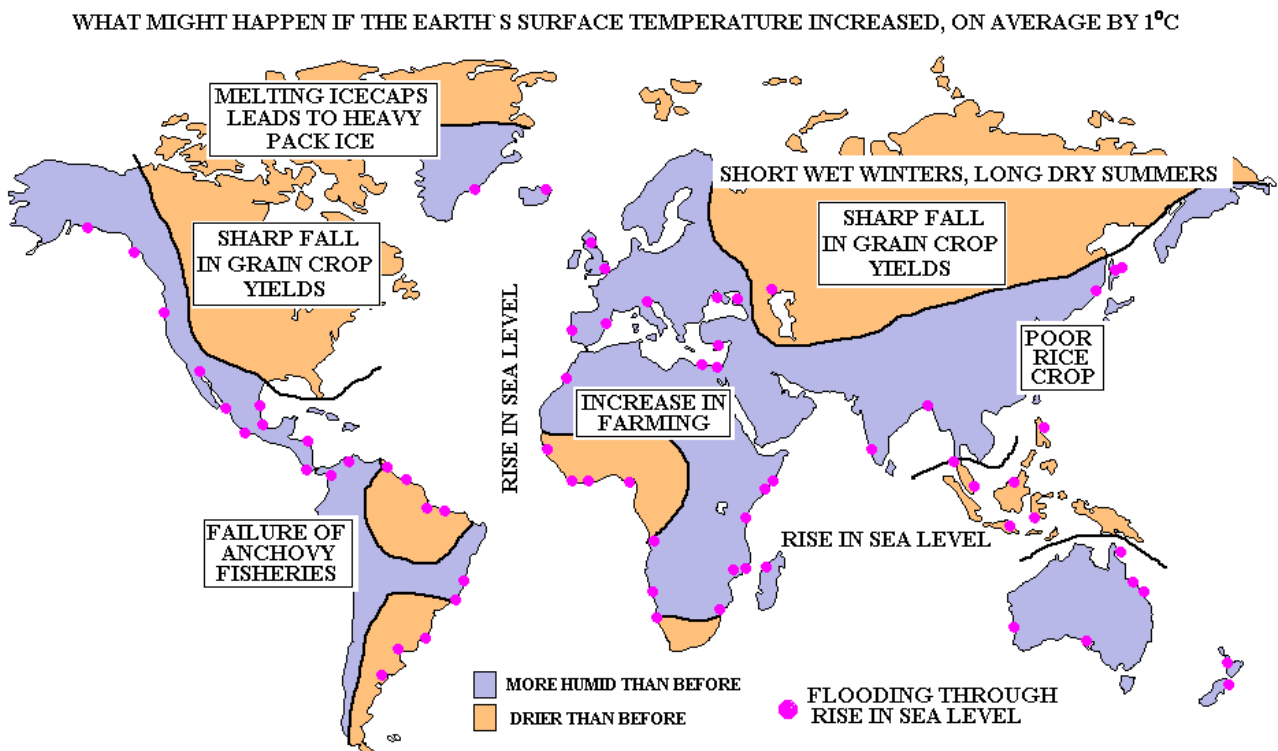 WHAT MIGHT HAPPEN IF THE EARTH`S SURFACE TEMPERATURE INCREASED, ON AVERAGE BY 1°C
MELTING ICECAPS
LEADS TO HEAVY
PACK ICE
SHORT WET WINTERS, LONG DRY SUMMERS
SHARP FALL
IN GRAIN CROP
YIELDS
SHARP FALL
IN GRAIN CROP
YIELDS
RISE IN SEA LEVEL
POOR
RICE
CROP
INCREASE IN
FARMING
FAILURE OF
ANCHOVY
FISHERIES
RISE IN SEA LEVEL
MORE HUMID THAN BEFORE
DRIER THAN BEFORE
FLOODING THROUGH
RISE IN SEA LEVEL